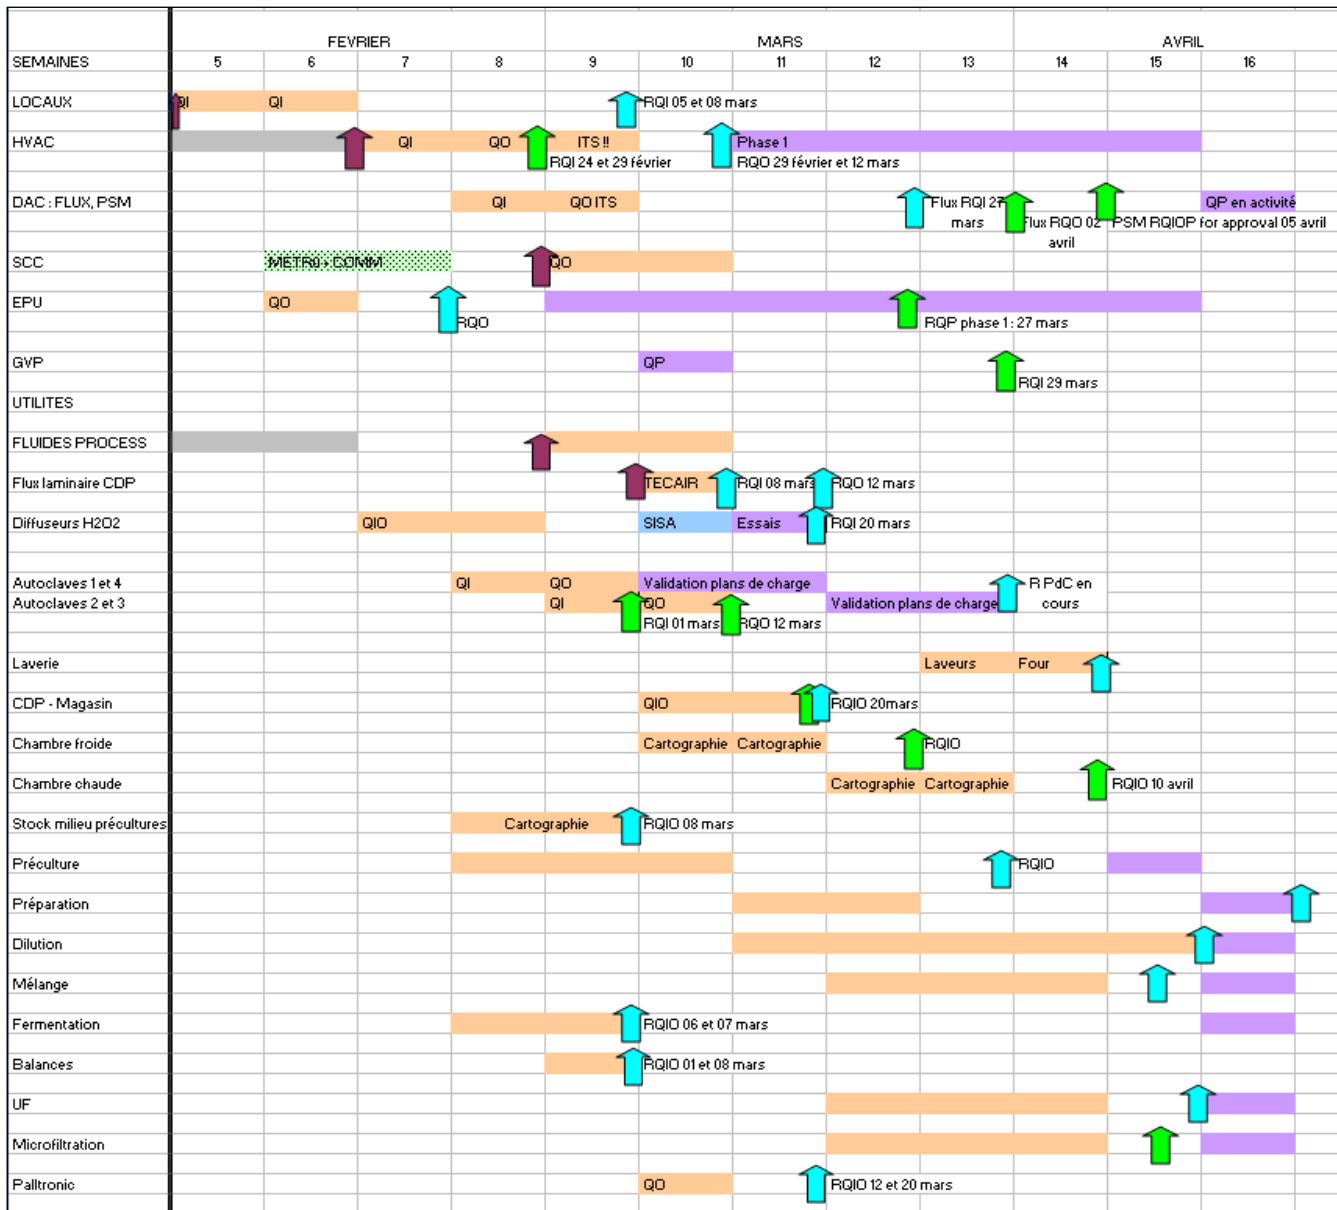 FEVRIER MARS AVRIL
SEMAINES 5 6 7 8 9 10 11 12 13 14 15 16
LOCAUX QI QI RQI 05 et 08 mars
HVAC QI QO ITS !! Phase 1
RQI 24 et 29 février RQO 29 février et 12 mars
DAC : FLUX, PSM QI QO ITS Flux RQI 27 QP en activité
mars Flux RQO 02 PSM RQIOP for approval 05 avril
avril
SCC COMM QO
EPU QO
RQO RQP phase 1 : 27 mars
GVP QP
RQI 29 mars
UTILITES
FLUIDES PROCESS
Flux laminaire CDP TECAIR RQI 08 mars RQO 12 mars
Diffuseurs H2O2 QIO SISA Essais RQI 20 mars
Autoclaves 1 et 4 QI QO Validation plans de charge R PdC en
Autoclaves 2 et 3 QI QO Validation plans de charge cours
RQI 01 mars RQO 12 mars
Laverie Laveurs Four
CDP - Magasin QIO RQIO 20mars
Chambre froide Cartographie Cartographie RQIO
Chambre chaude Cartographie Cartographie RQIO 10 avril
Stock milieu précultures Cartographie RQIO 08 mars
Préculture RQIO
Préparation
Dilution
Mélange
Fermentation RQIO 06 et 07 mars
Balances RQIO 01 et 08 mars
UF
Microfiltration
Palltronic QO RQIO 12 et 20 mars